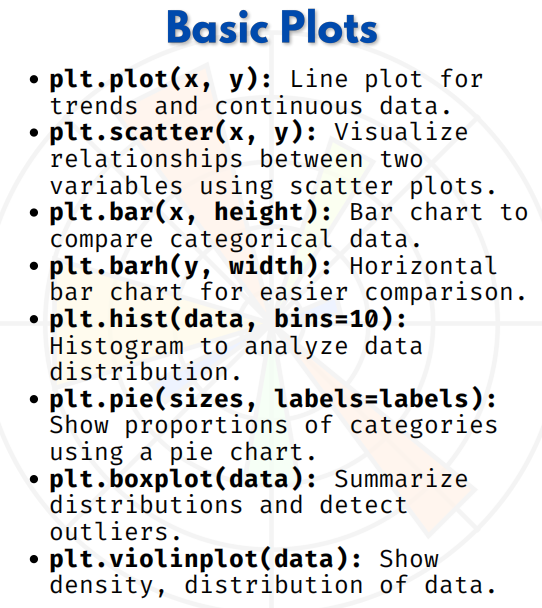 Basic Plots
• plt.plot(x, y): Line plot for
trends and continuous data.
• plt.scatter(x, y): Visualize
relationships between two
variables using scatter plots.
• plt.bar(x, height): Bar chart to
compare categorical data.
• plt.barh(y, width): Horizontal
bar chart for easier comparison.
• plt.hist(data, bins=10):
Histogram to analyze data
distribution.
• plt.pie(sizes, labels=labels):
Show proportions of categories
using a pie chart.
• plt.boxplot(data): Summarize
distributions and detect
outliers.
• plt.violinplot(data): Show
density, distribution of data.